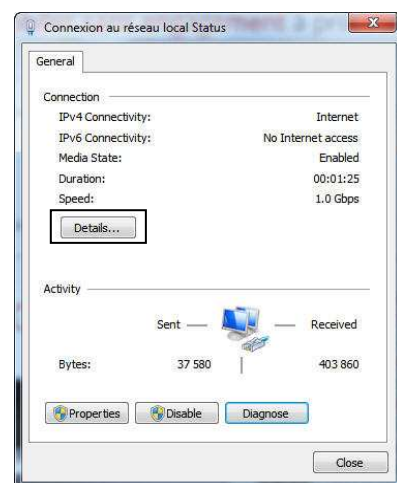 Connexion au réseau local Status
General
Connection
IPv4 Connectivity: Internet
IPv6 Connectivity: No Internet access
Media State: Enabled
Duration: 00:01:25
Speed: 1.0 Gbps
Details...
Activity
Sent — — Received
Bytes: 37 580 403 860
Properties Disable Diagnose
Close